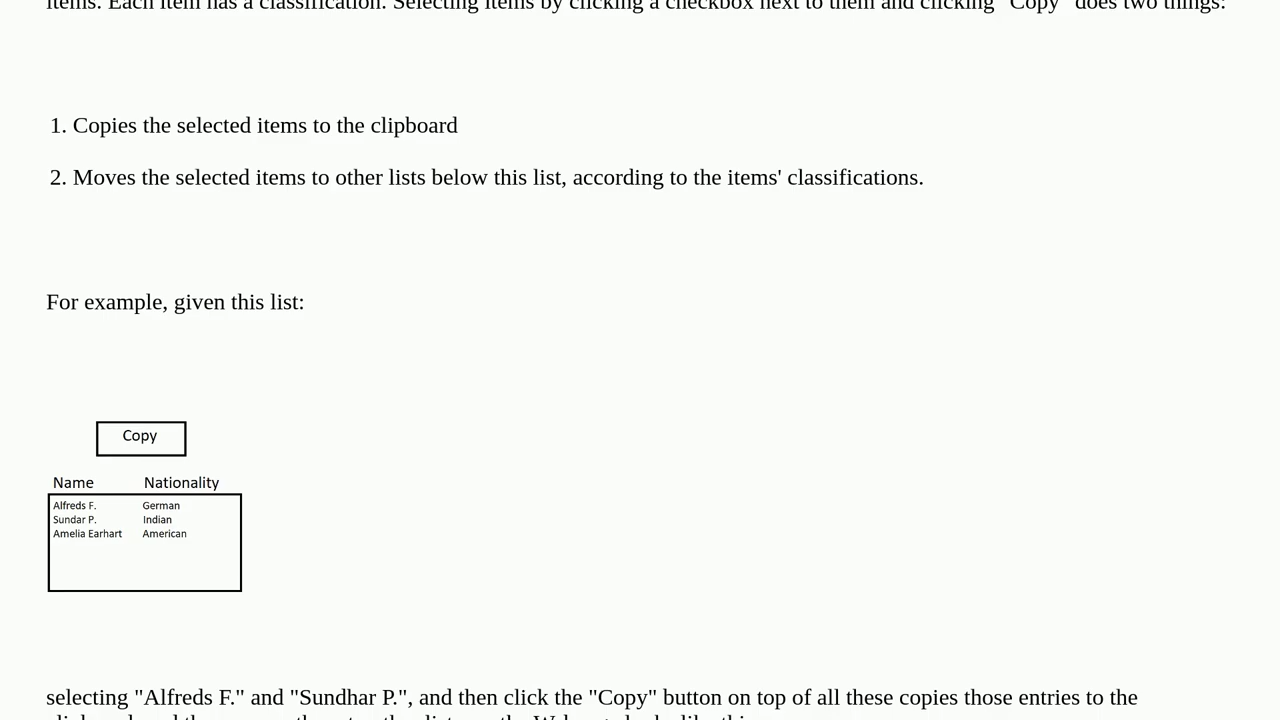 items. Each item has a classification. Selecting items by clicking a checkbox next to them and clicking "Copy" does two things:
1. Copies the selected items to the clipboard
2. Moves the selected items to other lists below this list, according to the items' classifications.
For example, given this list:
Copy
Name Nationality
Alfreds F. German
Sundar P. Indian
Amelia Earhart American
selecting "Alfreds F." and "Sundhar P.", and then click the "Copy" button on top of all these copies those entries to the